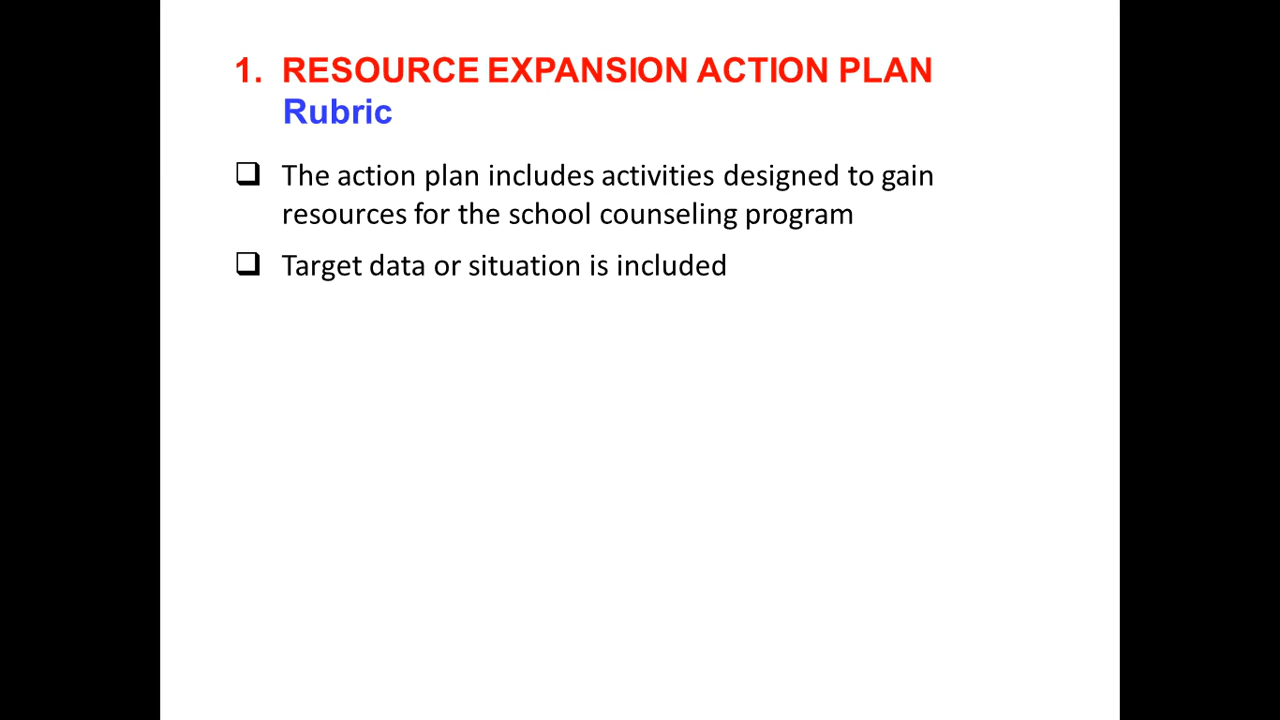 1. RESOURCE EXPANSION ACTION PLAN
Rubric
❑ The action plan includes activities designed to gain
resources for the school counseling program
❑ Target data or situation is included